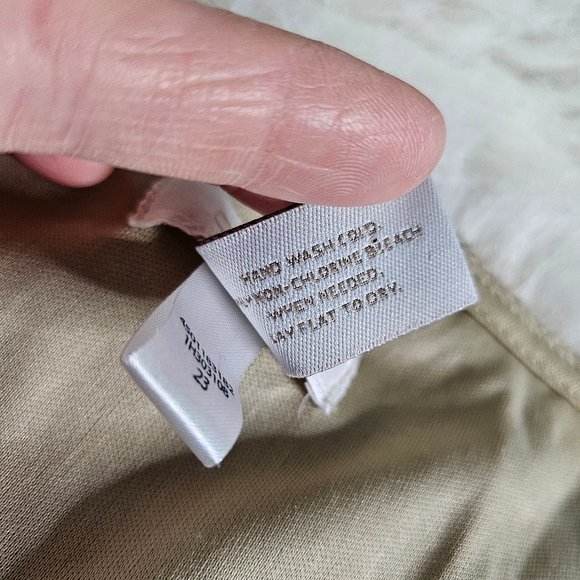 HAND WASH COLD.
NON-CHLORINE BLEACH
WHEN NEEDED.
LAY FLAT TO DRY.
23